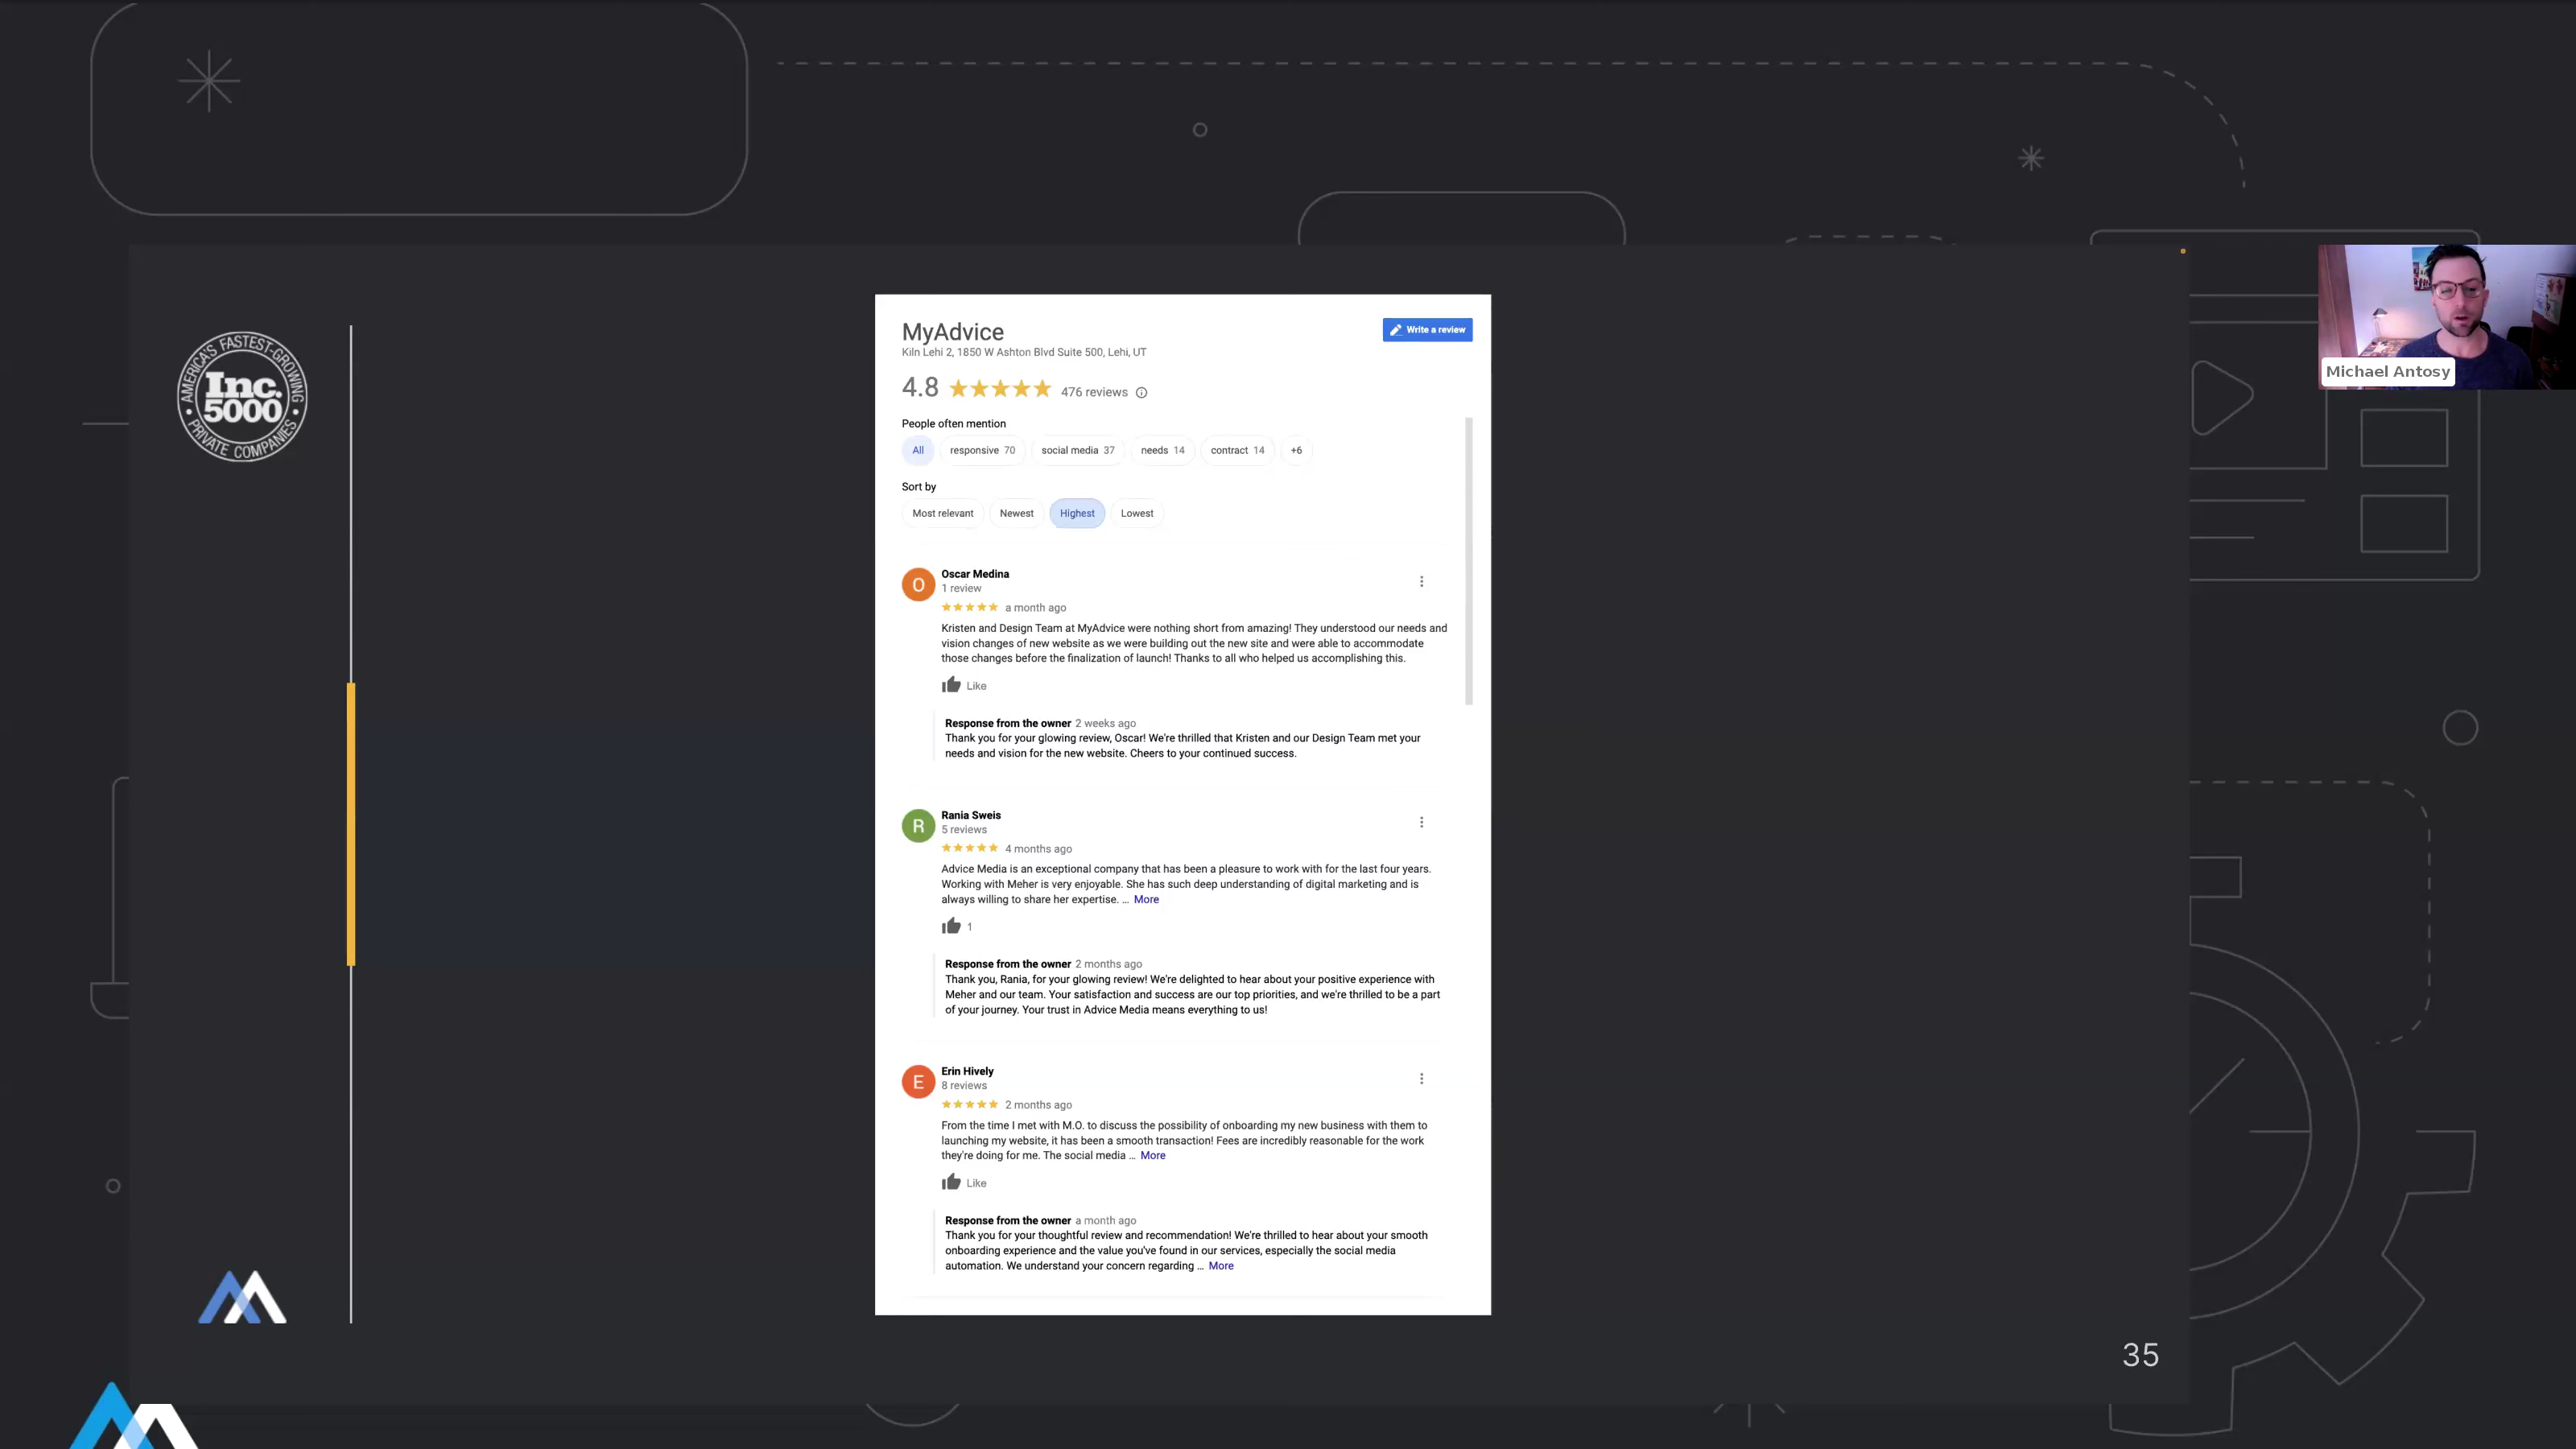 AMERICA'S FASTEST-GROWING
Inc.
5000
PRIVATE COMPANIES
MyAdvice
Write a review
Kiln Lehi 2, 1850 W Ashton Blvd Suite 500, Lehi, UT
4.8 476 reviews
People often mention
All responsive 70 social media 37 needs 14 contract 14 +6
Sort by
Most relevant Newest Highest Lowest
O
Oscar Medina
1 review
a month ago
Kristen and Design Team at MyAdvice were nothing short from amazing! They understood our needs and
vision changes of new website as we were building out the new site and were able to accommodate
those changes before the finalization of launch! Thanks to all who helped us accomplishing this.
Like
Response from the owner 2 weeks ago
Thank you for your glowing review, Oscar! We're thrilled that Kristen and our Design Team met your
needs and vision for the new website. Cheers to your continued success.
R
Rania Sweis
5 reviews
4 months ago
Advice Media is an exceptional company that has been a pleasure to work with for the last four years.
Working with Meher is very enjoyable. She has such deep understanding of digital marketing and is
always willing to share her expertise. ... More
1
Response from the owner 2 months ago
Thank you, Rania, for your glowing review! We're delighted to hear about your positive experience with
Meher and our team. Your satisfaction and success are our top priorities, and we're thrilled to be a part
of your journey. Your trust in Advice Media means everything to us!
E
Erin Hively
8 reviews
2 months ago
From the time I met with M.O. to discuss the possibility of onboarding my new business with them to
launching my website, it has been a smooth transaction! Fees are incredibly reasonable for the work
they're doing for me. The social media ... More
Like
Response from the owner a month ago
Thank you for your thoughtful review and recommendation! We're thrilled to hear about your smooth
onboarding experience and the value you've found in our services, especially the social media
automation. We understand your concern regarding ... More
Michael Antosy
35